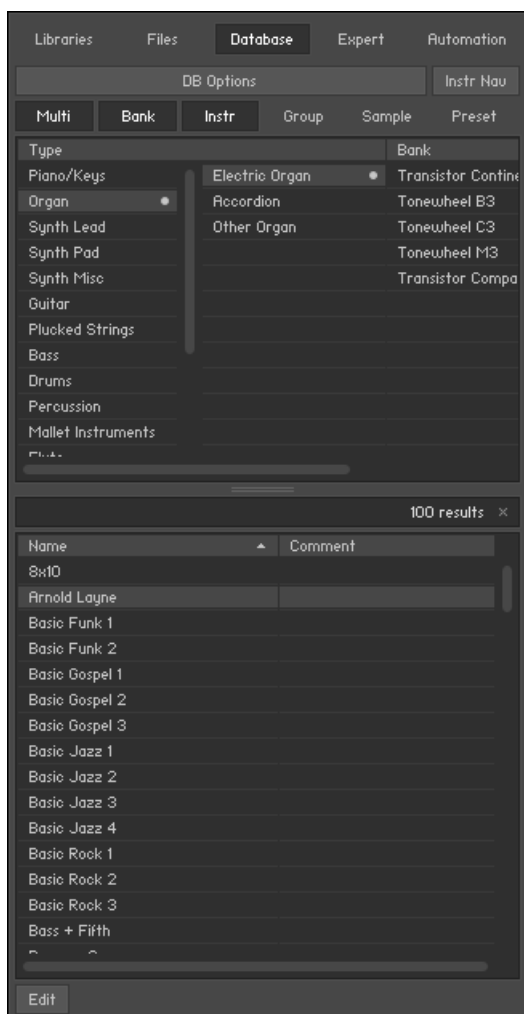 Libraries Files Database Expert Automation
DB Options Instr Nav
Multi Bank Instr Group Sample Preset
Type Bank
Piano/Keys Electric Organ Transistor Contine
Organ Accordion Tonewheel B3
Synth Lead Other Organ Tonewheel C3
Synth Pad Tonewheel M3
Synth Misc Transistor Compa
Guitar
Plucked Strings
Bass
Drums
Percussion
Mallet Instruments
100 results ×
Name Comment
8x10
Arnold Layne
Basic Funk 1
Basic Funk 2
Basic Gospel 1
Basic Gospel 2
Basic Gospel 3
Basic Jazz 1
Basic Jazz 2
Basic Jazz 3
Basic Jazz 4
Basic Rock 1
Basic Rock 2
Basic Rock 3
Bass + Fifth
Edit